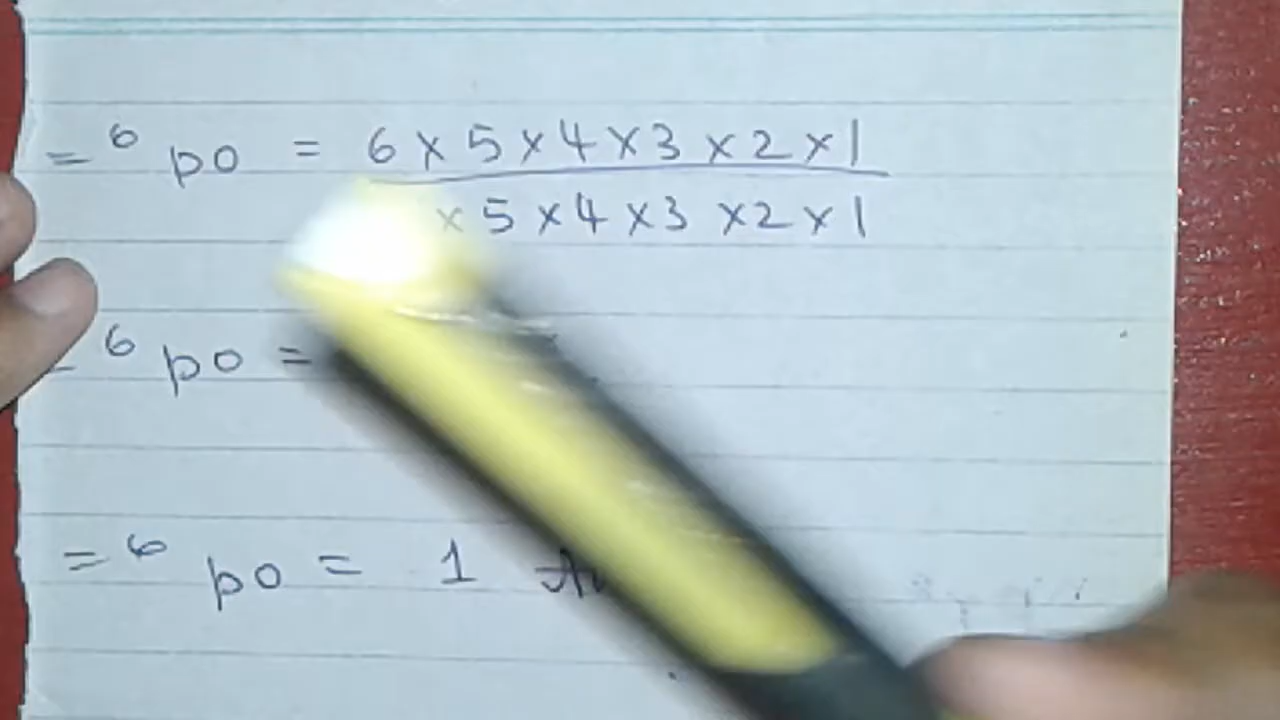 = ⁶po = 6 × 5 × 4 × 3 × 2 × 1
× 5 × 4 × 3 × 2 × 1
⁶po =
= ⁶po = 1